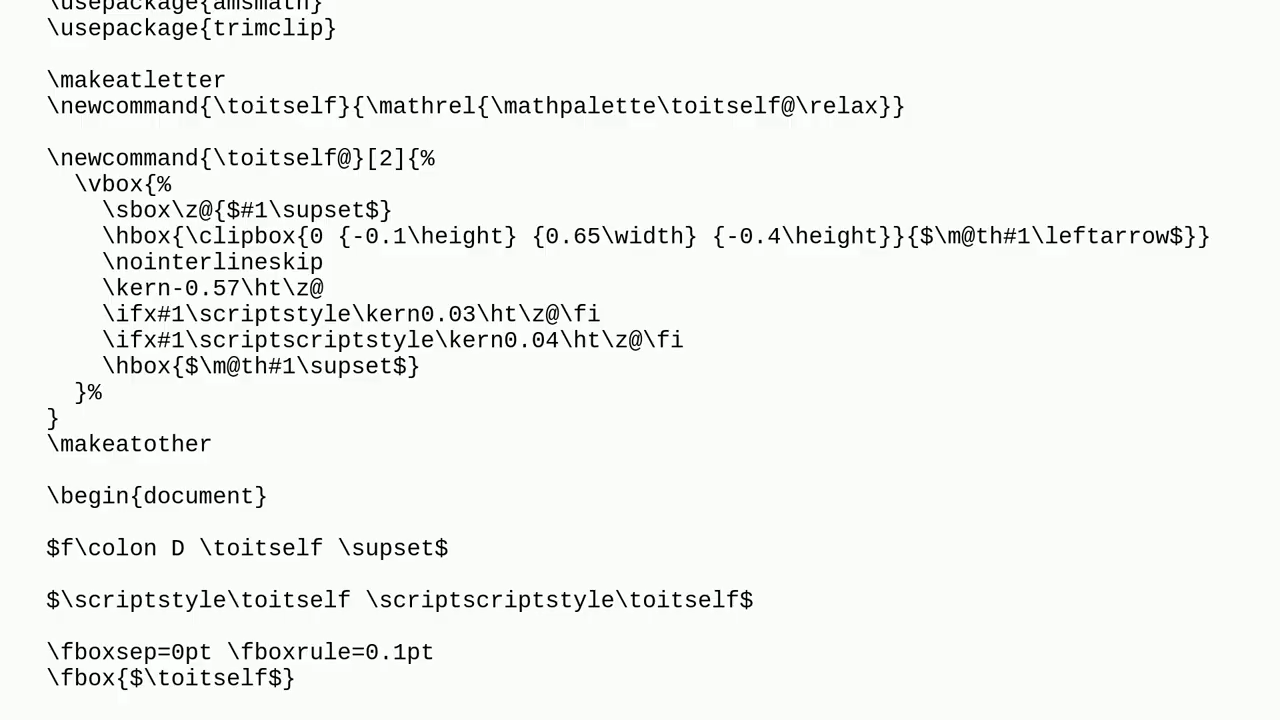 \usepackage{amsmath}
\usepackage{trimclip}
\makeatletter
\newcommand{\toitself}{\mathrel{\mathpalette\toitself@\relax}}
\newcommand{\toitself@}[2]{%
\vbox{%
\sbox\z@{$#1\supset$}
\hbox{\clipbox{0 {-0.1\height} {0.65\width} {-0.4\height}}{$\m@th#1\leftarrow$}}
\nointerlineskip
\kern-0.57\ht\z@
\ifx#1\scriptstyle\kern0.03\ht\z@\fi
\ifx#1\scriptscriptstyle\kern0.04\ht\z@\fi
\hbox{$\m@th#1\supset$}
}%
}
\makeatother
\begin{document}
$f\colon D \toitself \supset$
$\scriptstyle\toitself \scriptscriptstyle\toitself$
\fboxsep=0pt \fboxrule=0.1pt
\fbox{$\toitself$}